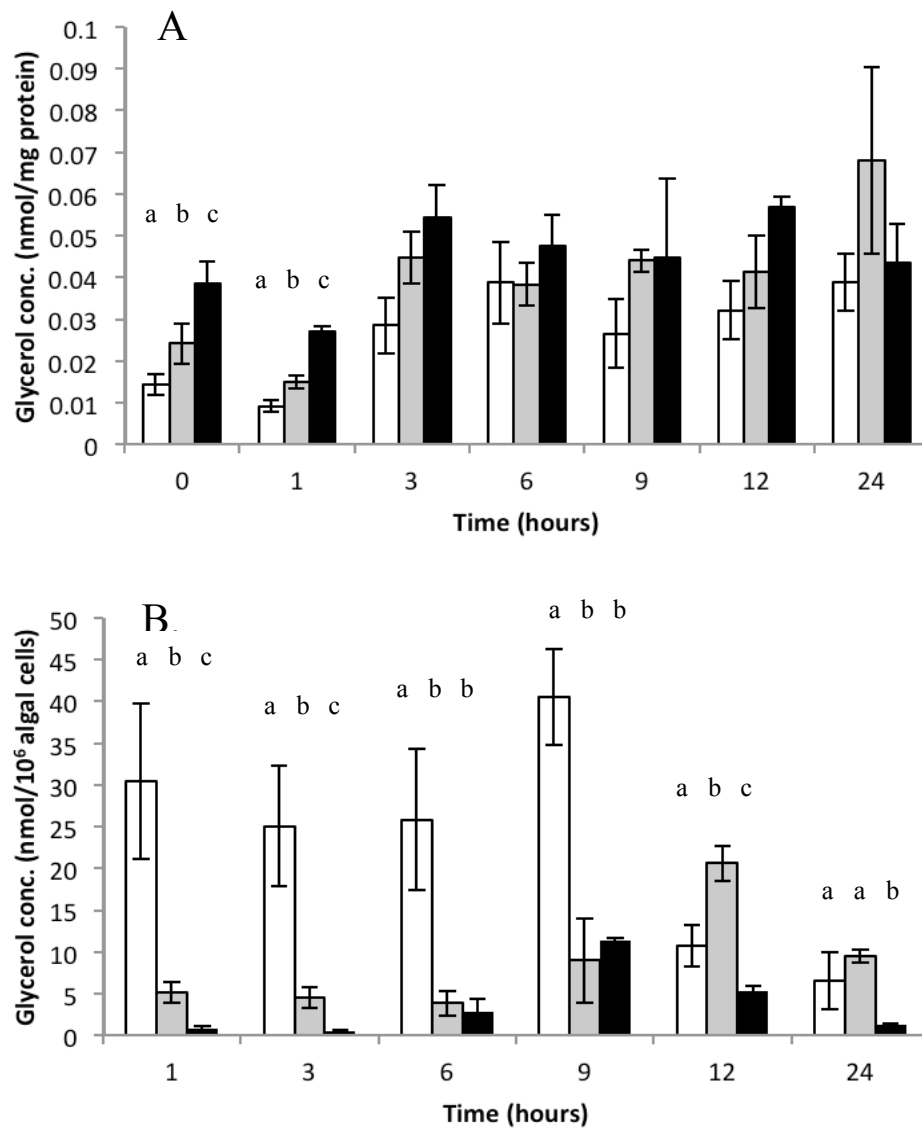 A
0.1
0.09
0.08
0.07
0.06
0.05
0.04
0.03
0.02
0.01
0
Glycerol conc. (nmol/mg protein)
a b c
a b c
0 1 3 6 9 12 24
Time (hours)
B.
50
45
40
35
30
25
20
15
10
5
0
Glycerol conc. (nmol/10⁶ algal cells)
a b c
a b c
a b b
a b b
a b c
a a b
1 3 6 9 12 24
Time (hours)